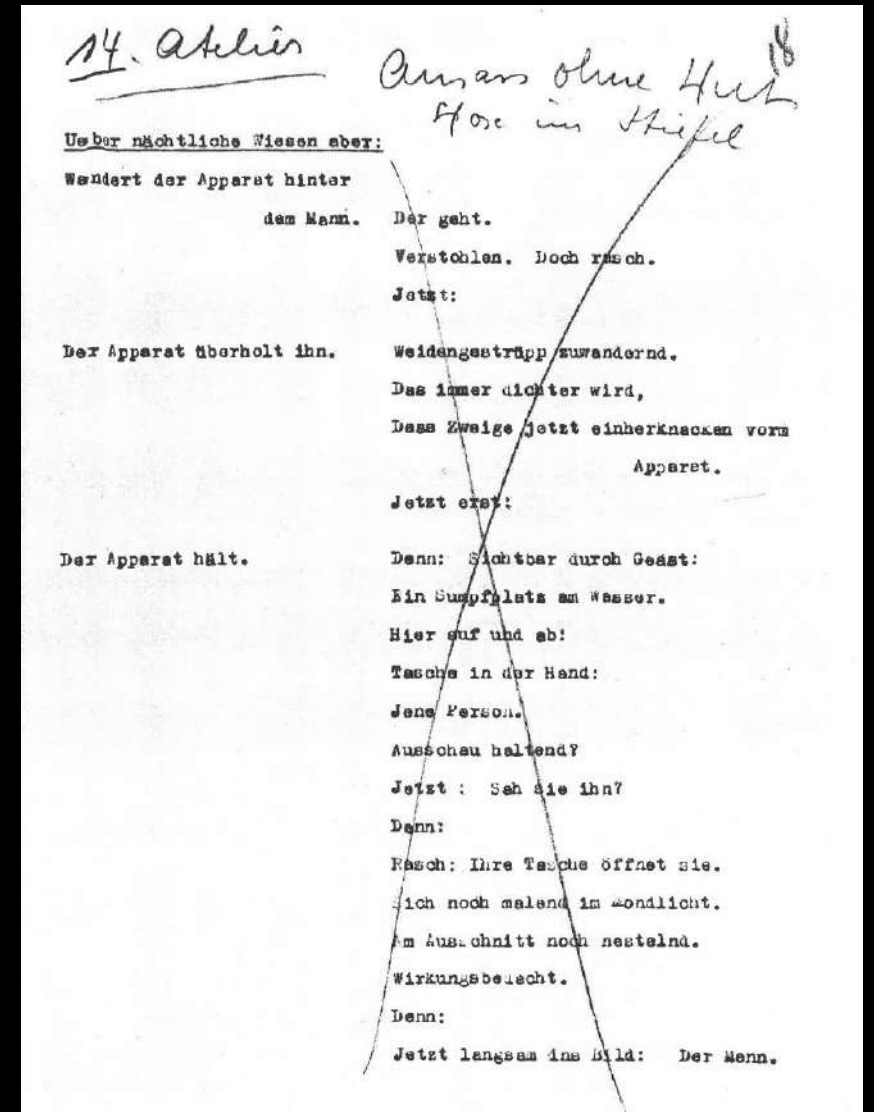 14. Atelier
18
Ansass ohne Hut
Hose im Stiefel
Ueber nächtliche Wiesen aber:
Wandert der Apparat hinter
dem Mann. Der geht.
Verstohlen. Doch rasch.
Jetzt:
Der Apparat überholt ihn. Weidengestrüpp zuwandernd.
Das immer dichter wird,
Dass Zweige jetzt einherknacken vorm
Apparat.
Jetzt erst:
Der Apparat hält. Denn: Sichtbar durch Geäst:
Ein Sumpfplatz am Wasser.
Hier auf und ab:
Tasche in der Hand:
Jene Person.
Ausschau haltend?
Jetzt : Sah sie ihn?
Denn:
Rasch: Ihre Tasche öffnet sie.
Sich noch malend im Mondlicht.
Am Ausschnitt noch nestelnd.
Wirkungsbedacht.
Denn:
Jetzt langsam ins Bild: Der Mann.